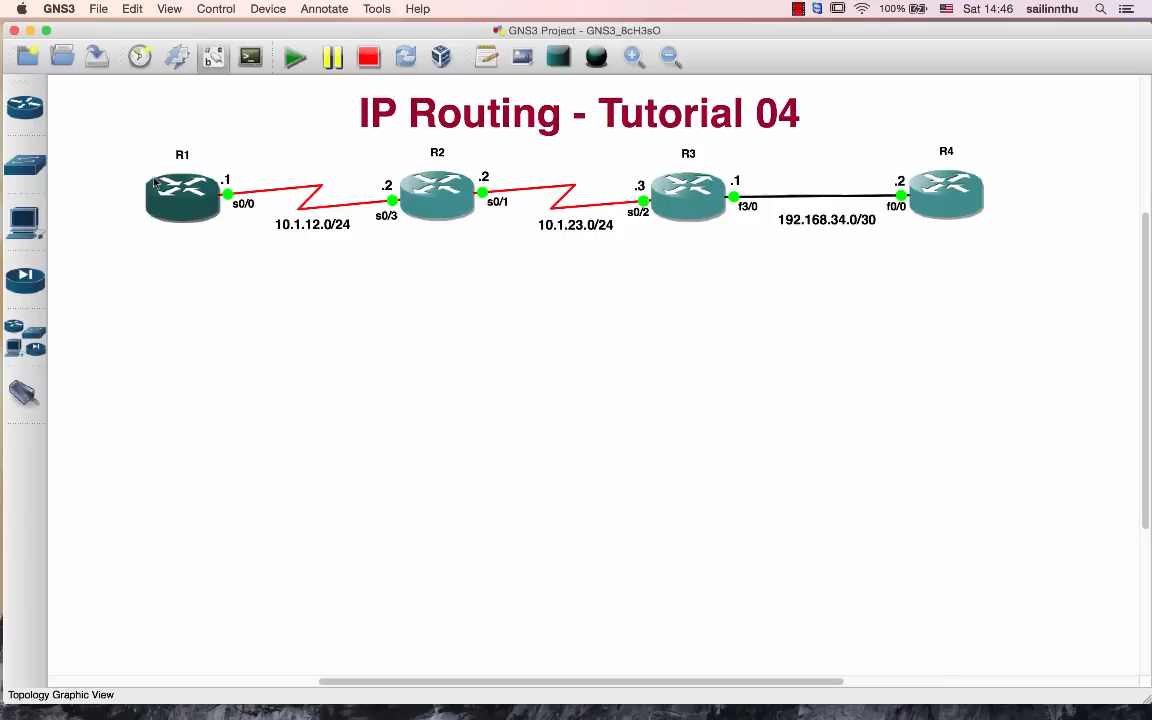 GNS3 File Edit View Control Device Annotate Tools Help 100% Sat 14:46 sailinnthu
GNS3 Project - GNS3_8cH3sO
IP Routing - Tutorial 04
R1 R2 R3 R4
.1 .2 .2 .3 .1 .2
s0/0 s0/3 s0/1 s0/2 f3/0 f0/0
10.1.12.0/24 10.1.23.0/24 192.168.34.0/30
Topology Graphic View